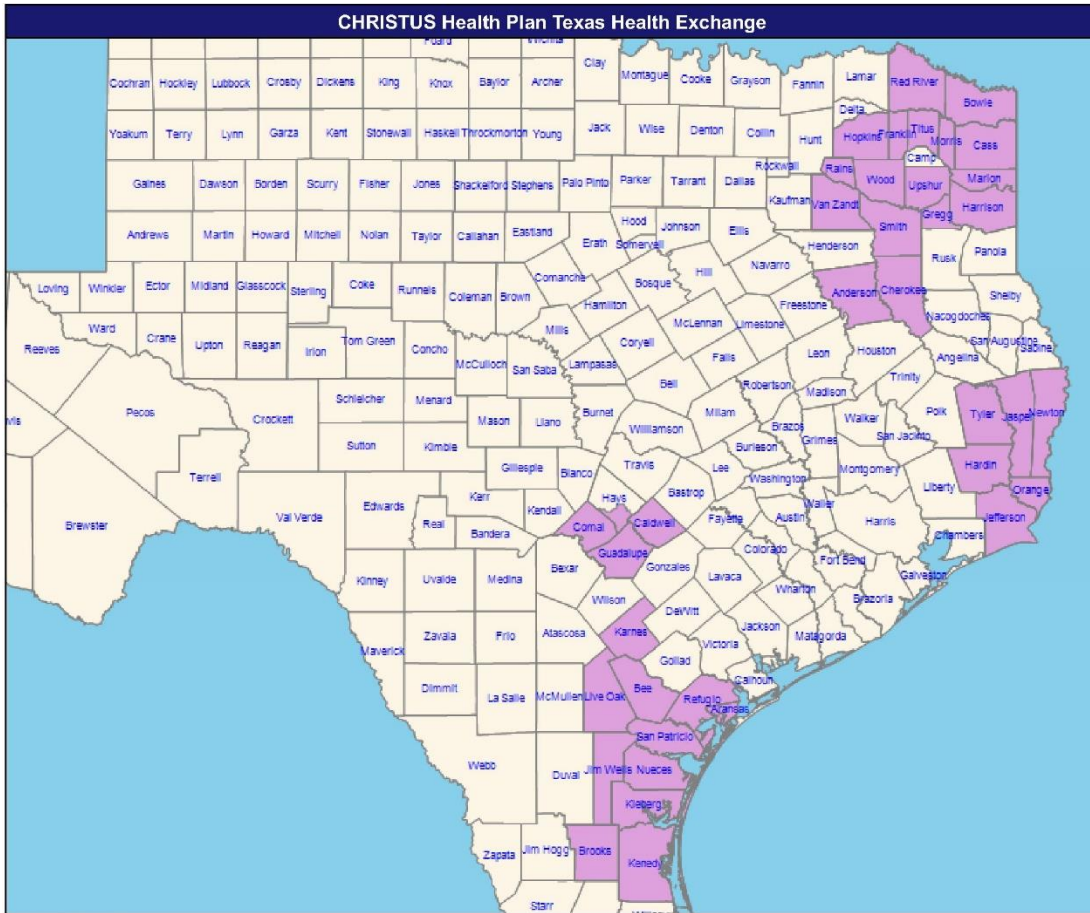 CHRISTUS Health Plan Texas Health Exchange
Foard
Wichita
Cochran Hockley Lubbock Crosby Dickens King Knox Baylor Archer Clay Montague Cooke Grayson Fannin Lamar Red River Bowie
Delta
Yoakum Terry Lynn Garza Kent Stonewall Haskell Throckmorton Young Jack Wise Denton Collin Hunt Hopkins Franklin Titus Morris Cass
Camp
Rockwall Rains Wood Upshur Marion
Gaines Dawson Borden Scurry Fisher Jones Shackelford Stephens Palo Pinto Parker Tarrant Dallas Kaufman Van Zandt Gregg Harrison
Andrews Martin Howard Mitchell Nolan Taylor Callahan Eastland Erath Hood Somervell Johnson Ellis Henderson Smith Rusk Panola
Loving Winkler Ector Midland Glasscock Sterling Coke Runnels Coleman Brown Comanche Hamilton Bosque Hill Navarro Freestone Anderson Cherokee Nacogdoches Shelby
Reeves Ward Crane Upton Reagan Irion Tom Green Concho McCulloch San Saba Mills Lampasas Coryell McLennan Limestone Falls Leon Houston Angelina San Augustine Sabine
vis Pecos Crockett Schleicher Menard Mason Llano Burnet Bell Milam Robertson Madison Trinity Polk Tyler Jasper Newton
Terrell Sutton Kimble Gillespie Blanco Williamson Travis Lee Burleson Brazos Grimes Walker San Jacinto Montgomery Liberty Hardin Orange
Brewster Val Verde Edwards Real Kerr Bandera Kendall Hays Comal Caldwell Bastrop Fayette Washington Austin Waller Harris Chambers Jefferson
Kinney Uvalde Medina Bexar Guadalupe Gonzales Lavaca Colorado Wharton Fort Bend Brazoria Galveston
Maverick Zavala Frio Atascosa Wilson Karnes DeWitt Victoria Jackson Matagorda
Dimmit La Salle McMullen Live Oak Bee Goliad Refugio Calhoun Aransas
San Patricio
Webb Duval Jim Wells Nueces
Kleberg
Zapata Jim Hogg Brooks Kenedy
Starr